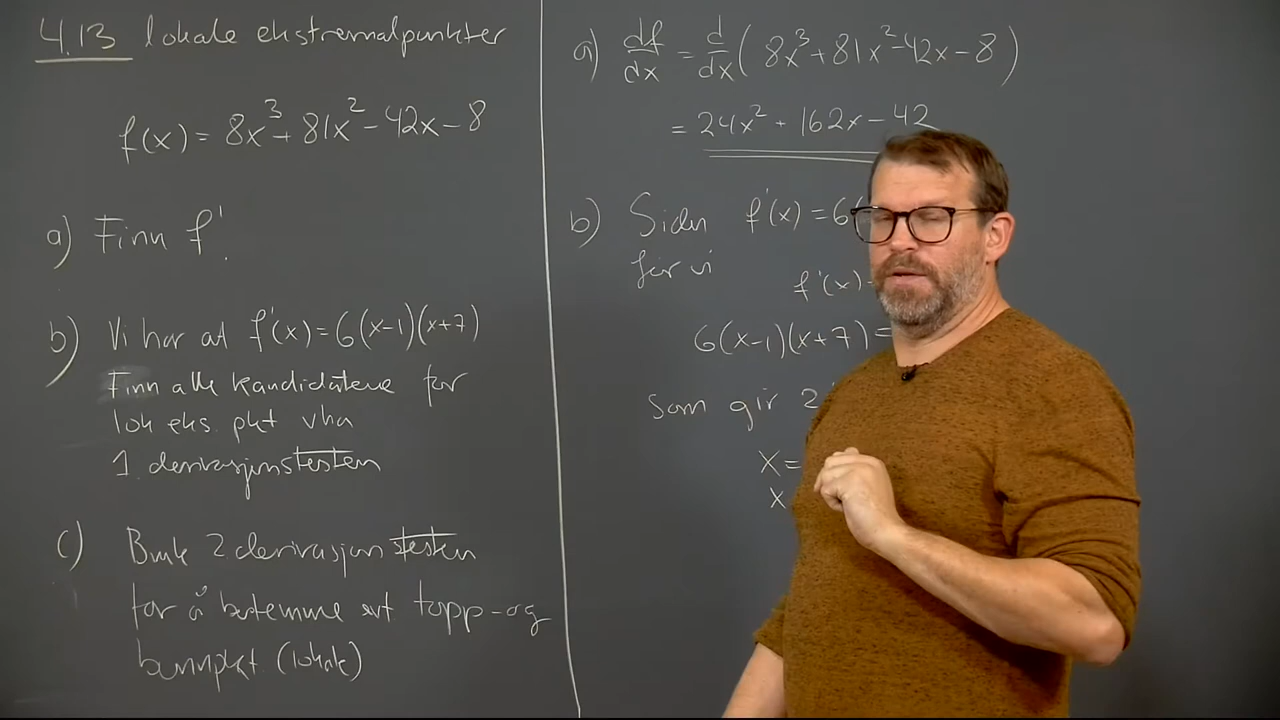 4.13 lokale ekstremalpunkter
f(x) = 8x³ + 81x² - 42x - 8
a) Finn f'.
b) Vi har at f'(x) = 6(x-1)(x+7)
Finn alle kandidatene for
lok eks. pkt vha
1. derivasjonstesten
c) Bruk 2. derivasjonstesten
for å bestemme evt topp- og
bunnpkt (lokale)
a) df/dx = d/dx (8x³ + 81x² - 42x - 8)
= 24x² + 162x - 42
b) Siden f'(x) = 6(
får vi
f'(x) =
6(x-1)(x+7) =
Som gir 2
x =
x